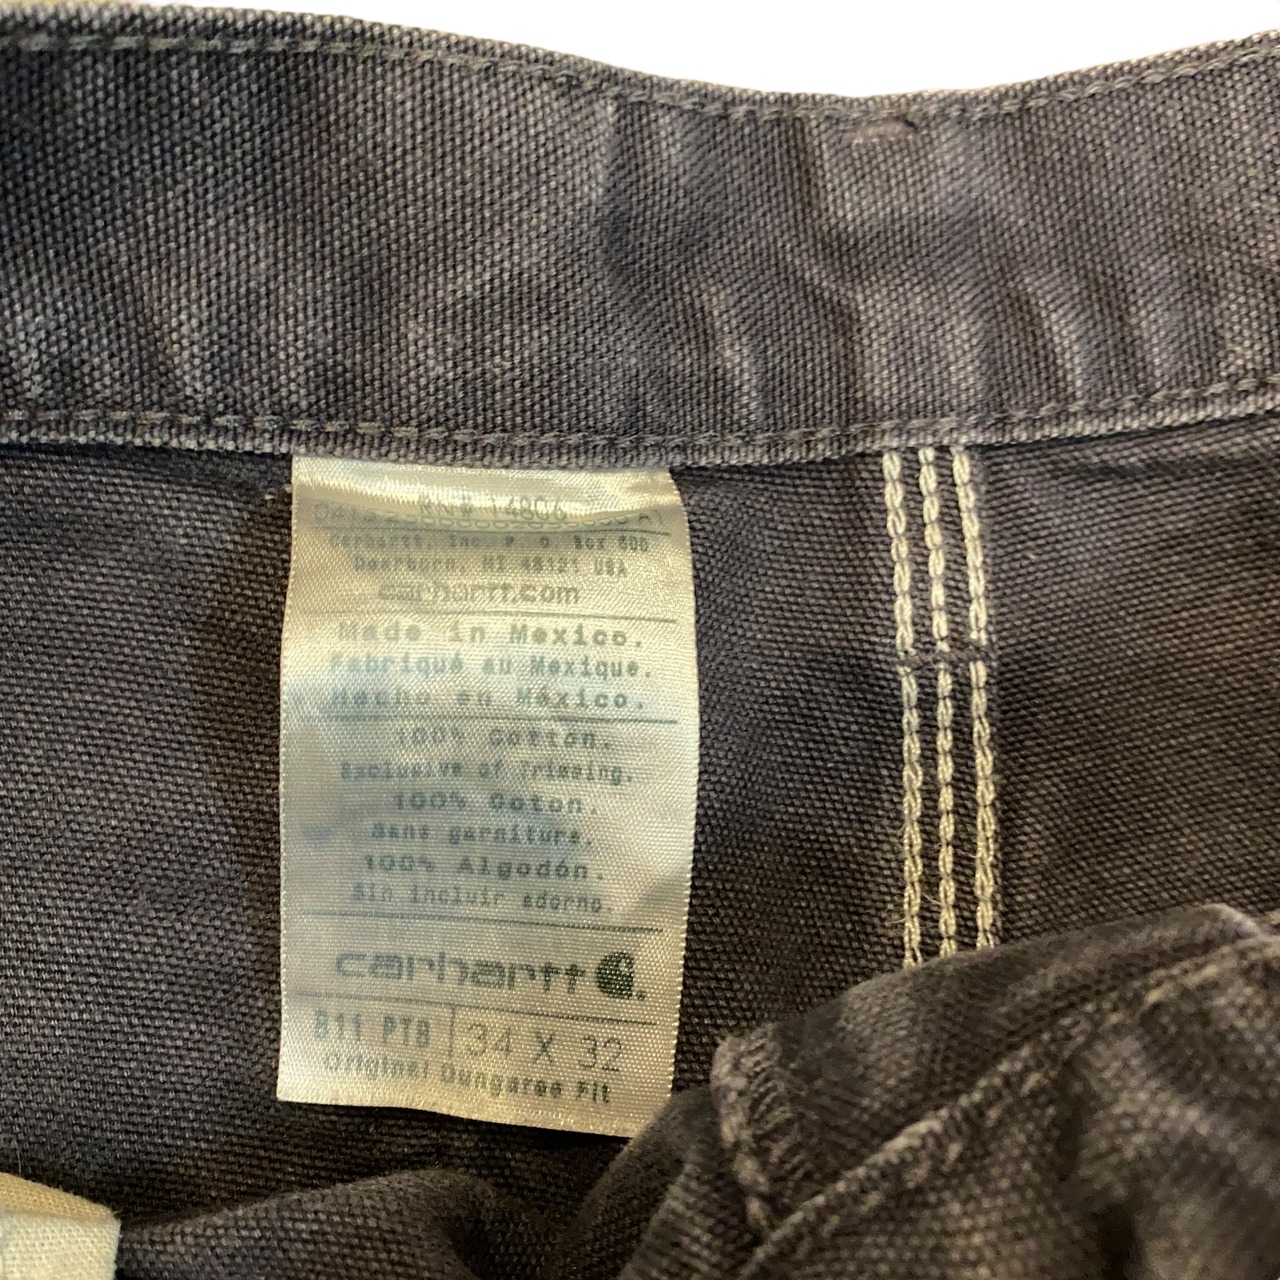 RN# 14806
Carhartt, Inc. P. O. Box 600
Dearborn, MI 48121 USA
carhartt.com
Made in Mexico.
Fabriqué au Mexique.
Hecho en México.
100% Cotton.
Exclusive of Trimming.
100% Coton.
Sans garniture.
100% Algodón.
Sin incluir adorno.
carhartt
B11 PTB 34 X 32
Original Dungaree Fit